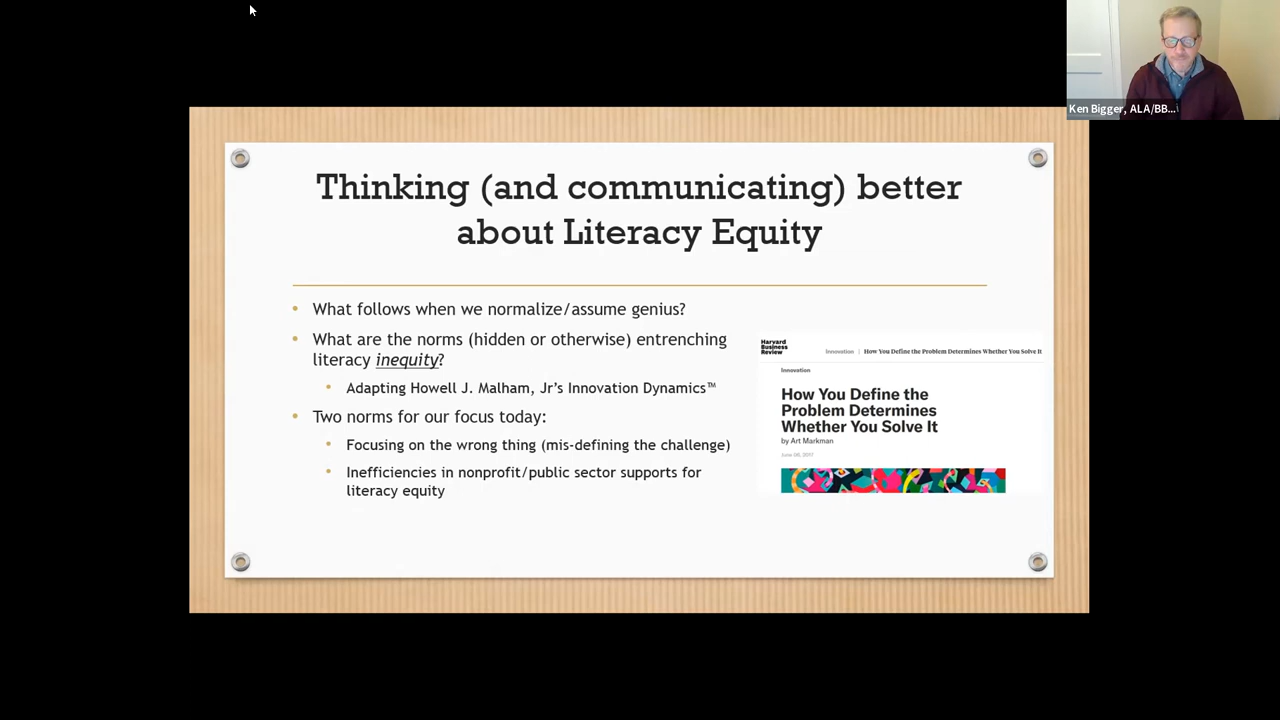 Ken Bigger, ALA/BB...
Thinking (and communicating) better
about Literacy Equity
• What follows when we normalize/assume genius?
• What are the norms (hidden or otherwise) entrenching
literacy inequity?
• Adapting Howell J. Malham, Jr's Innovation Dynamics™
• Two norms for our focus today:
• Focusing on the wrong thing (mis-defining the challenge)
• Inefficiencies in nonprofit/public sector supports for
literacy equity
Harvard
Business
Review
Innovation | How You Define the Problem Determines Whether You Solve It
Innovation
How You Define the
Problem Determines
Whether You Solve It
by Art Markman